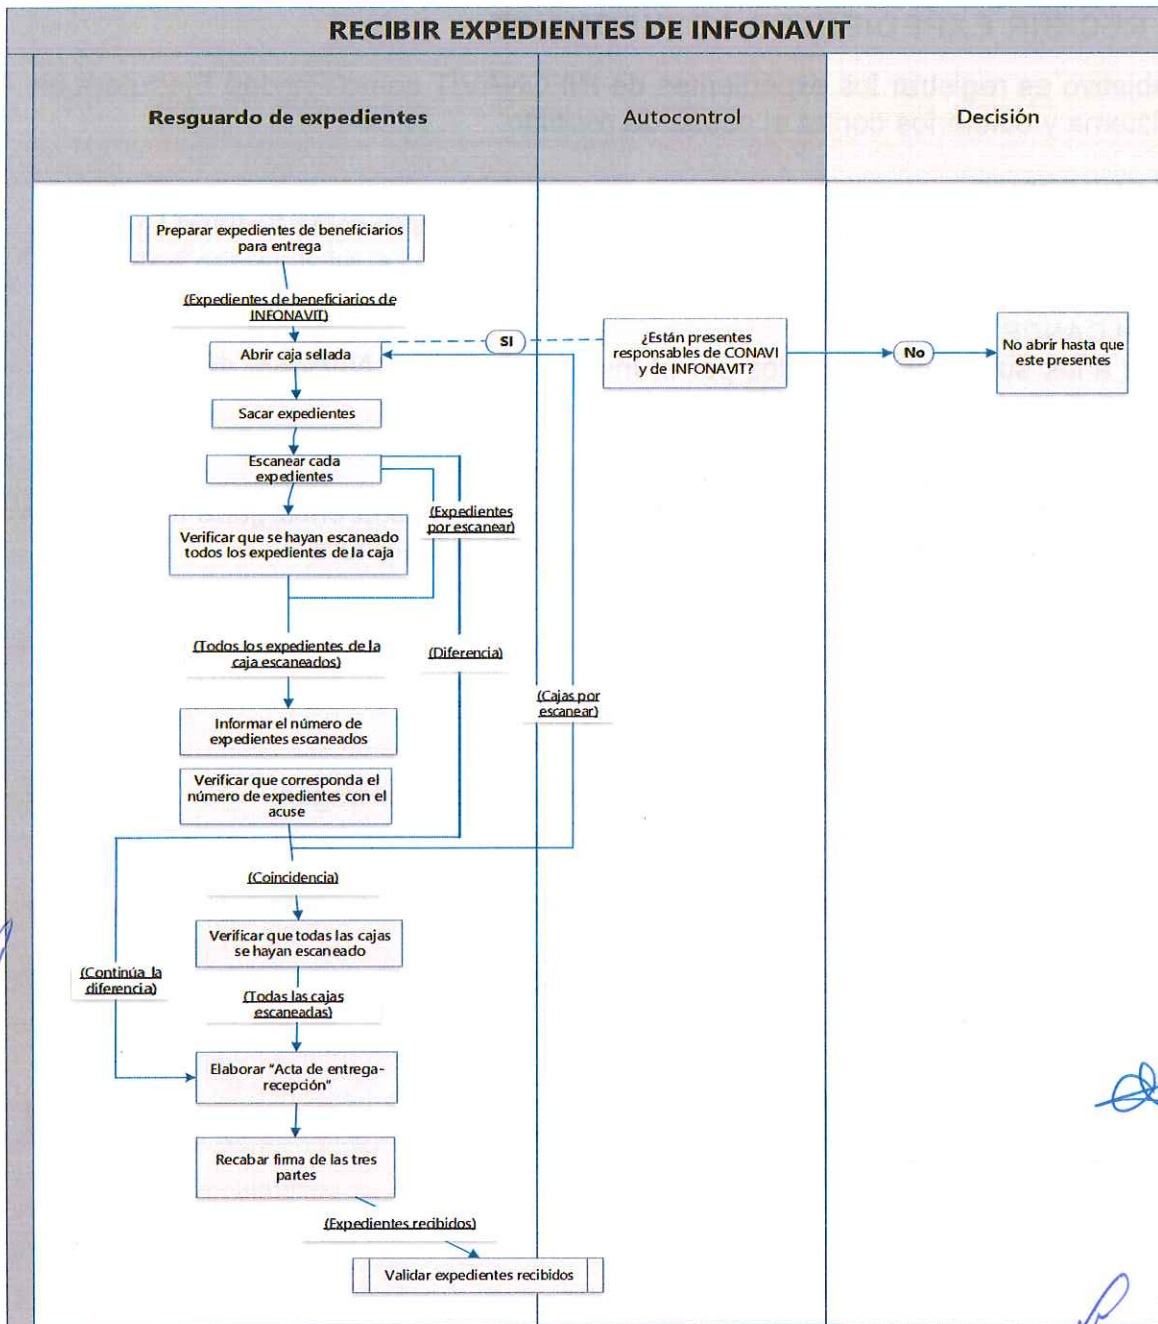 RECIBIR EXPEDIENTES DE INFONAVIT
Resguardo de expedientes
Autocontrol
Decisión
Preparar expedientes de beneficiarios
para entrega
(Expedientes de beneficiarios de
INFONAVIT)
Abrir caja sellada
SI
¿Están presentes
responsables de CONAVI
y de INFONAVIT?
No
No abrir hasta que
este presentes
Sacar expedientes
Escanear cada
expedientes
(Expedientes
por escanear)
Verificar que se hayan escaneado
todos los expedientes de la caja
(Todos los expedientes de la
caja escaneados)
(Diferencia)
(Cajas por
escanear)
Informar el número de
expedientes escaneados
Verificar que corresponda el
número de expedientes con el
acuse
(Coincidencia)
Verificar que todas las cajas
se hayan escaneado
(Continúa la
diferencia)
(Todas las cajas
escaneadas)
Elaborar "Acta de entrega-
recepción"
Recabar firma de las tres
partes
(Expedientes recibidos)
Validar expedientes recibidos